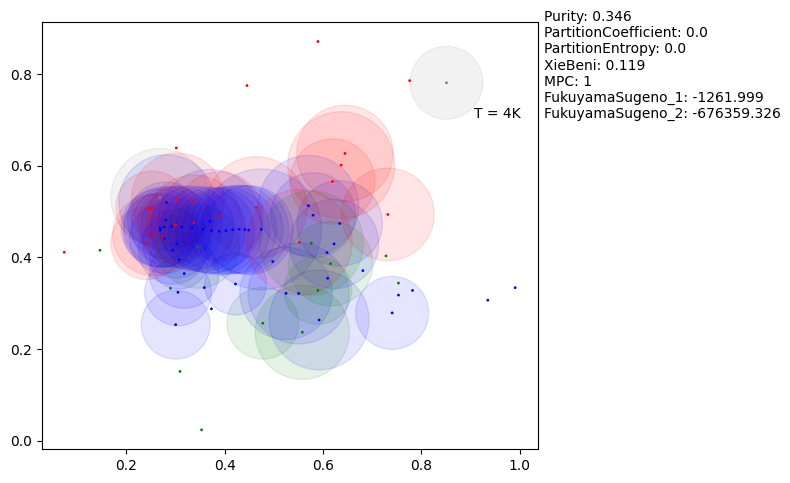 Purity: 0.346
PartitionCoefficient: 0.0
PartitionEntropy: 0.0
XieBeni: 0.119
MPC: 1
FukuyamaSugeno_1: -1261.999
FukuyamaSugeno_2: -676359.326
T = 4K
0.8
0.6
0.4
0.2
0.0
0.2 0.4 0.6 0.8 1.0